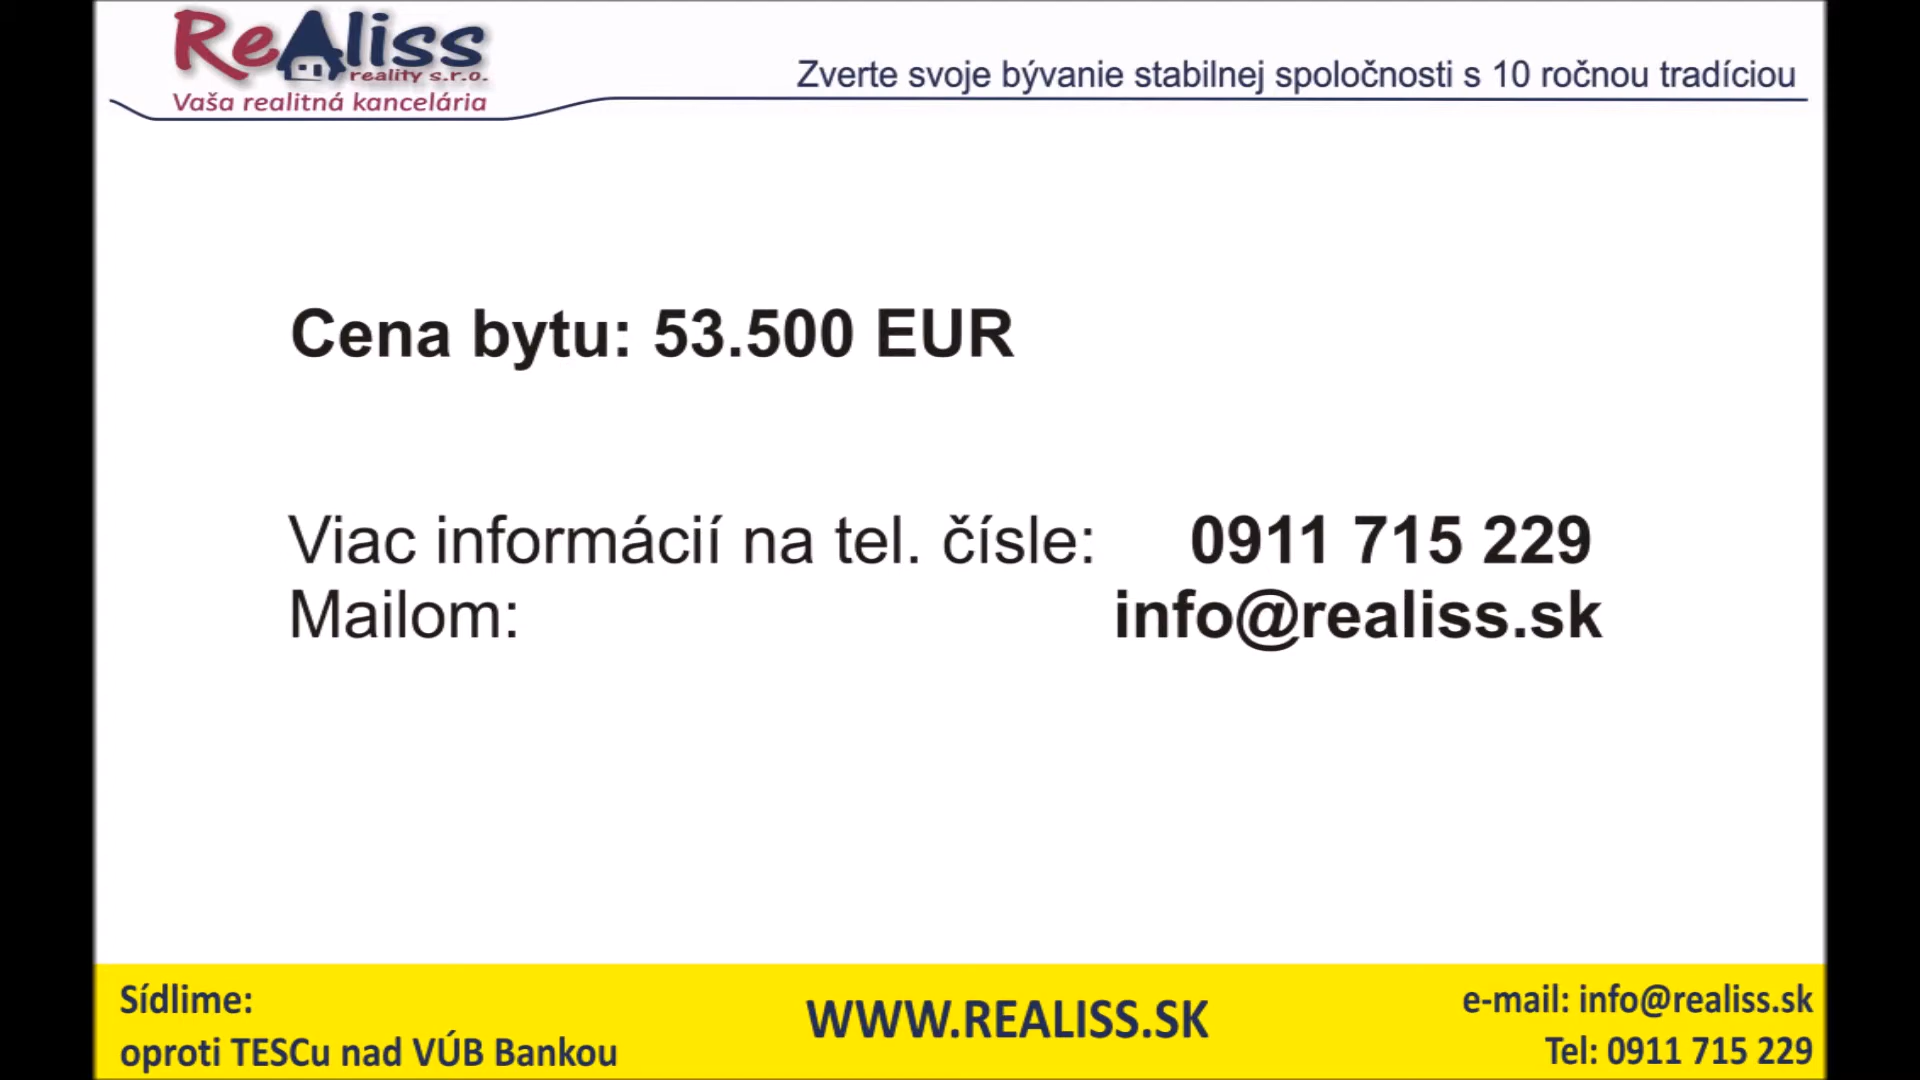 ReAliss
reality s.r.o.
Vaša realitná kancelária
Zverte svoje bývanie stabilnej spoločnosti s 10 ročnou tradíciou
Cena bytu: 53.500 EUR
Viac informácií na tel. čísle: 0911 715 229
Mailom: info@realiss.sk
Sídlime:
oproti TESCu nad VÚB Bankou
WWW.REALISS.SK
e-mail: info@realiss.sk
Tel: 0911 715 229